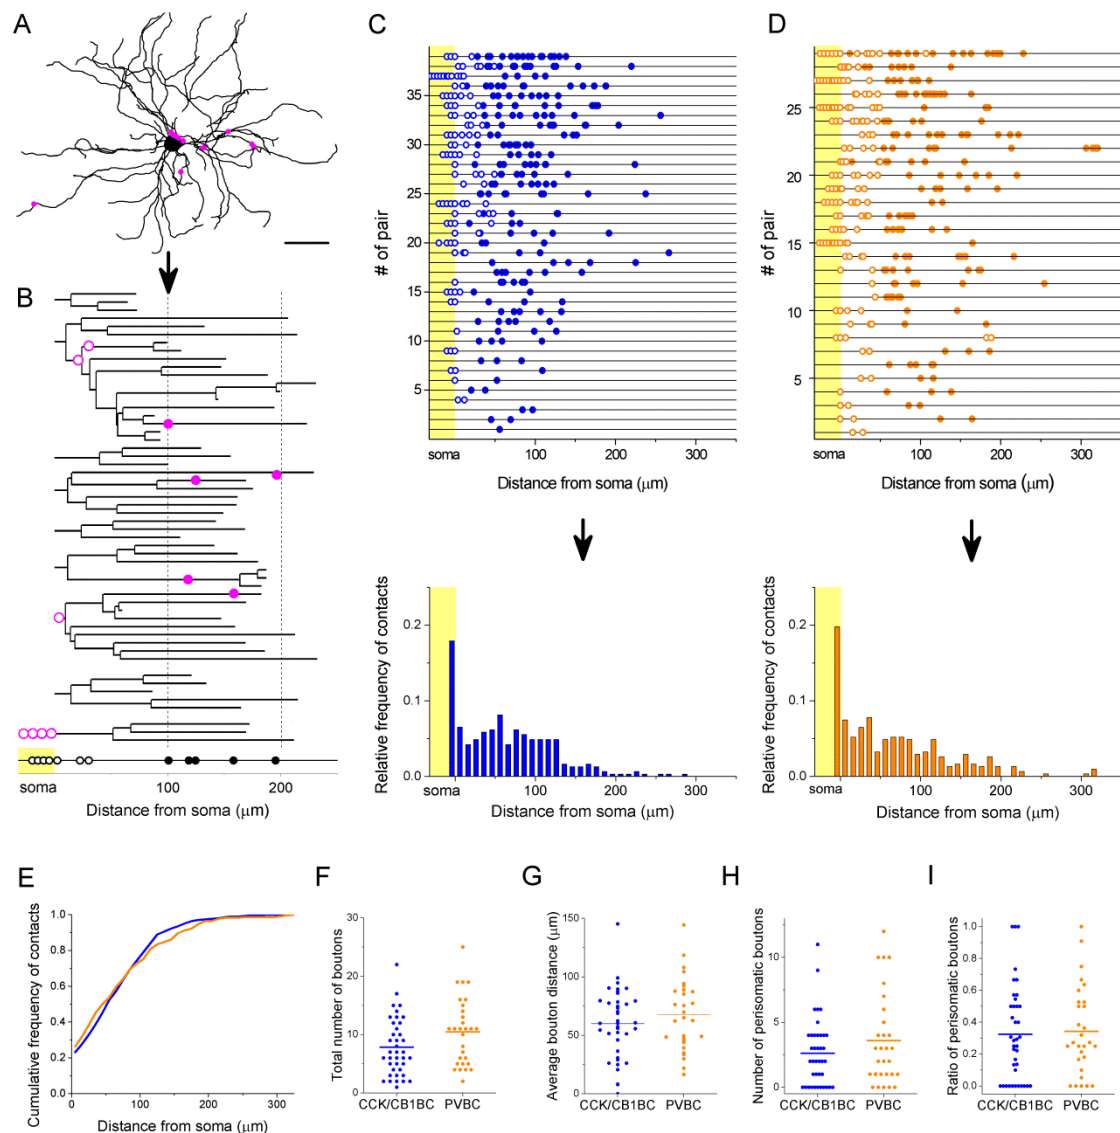 A
C
D
35
30
25
20
15
10
5
# of pair
soma
100
200
300
Distance from soma (μm)
25
20
15
10
5
# of pair
soma
100
200
300
Distance from soma (μm)
B
soma
100
200
Distance from soma (μm)
Relative frequency of contacts
0.2
0.1
0.0
soma
100
200
300
Distance from soma (μm)
Relative frequency of contacts
0.2
0.1
0.0
soma
100
200
300
Distance from soma (μm)
E
Cumulative frequency of contacts
1.0
0.8
0.6
0.4
0.2
0.0
0
100
200
300
Distance from soma (μm)
F
Total number of boutons
30
20
10
0
CCK/CB1BC
PVBC
G
Average bouton distance (μm)
150
100
50
0
CCK/CB1BC
PVBC
H
Number of perisomatic boutons
10
5
0
CCK/CB1BC
PVBC
I
Ratio of perisomatic boutons
1.0
0.8
0.6
0.4
0.2
0.0
CCK/CB1BC
PVBC